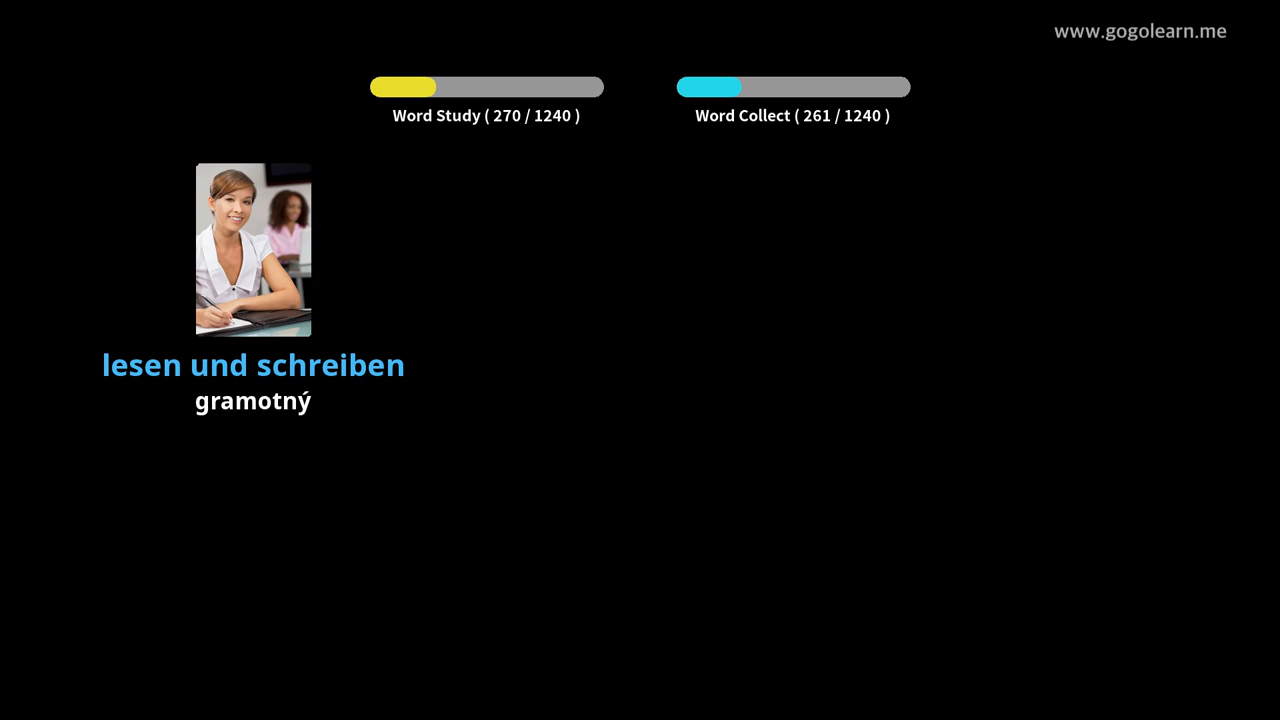 www.gogolearn.me
Word Study ( 270 / 1240 )
Word Collect ( 261 / 1240 )
lesen und schreiben
gramotný